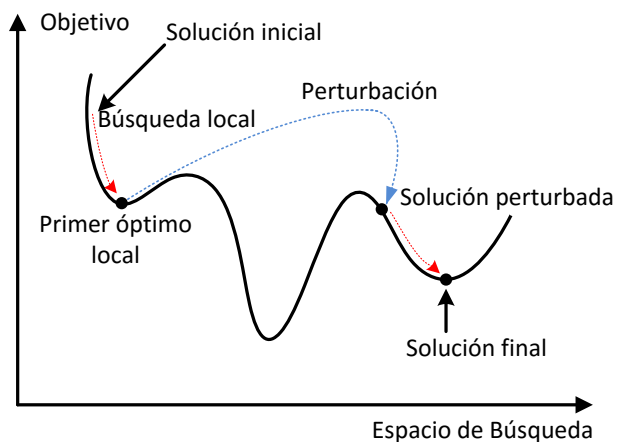 Objetivo
Solución inicial
Perturbación
Búsqueda local
Solución perturbada
Primer óptimo
local
Solución final
Espacio de Búsqueda